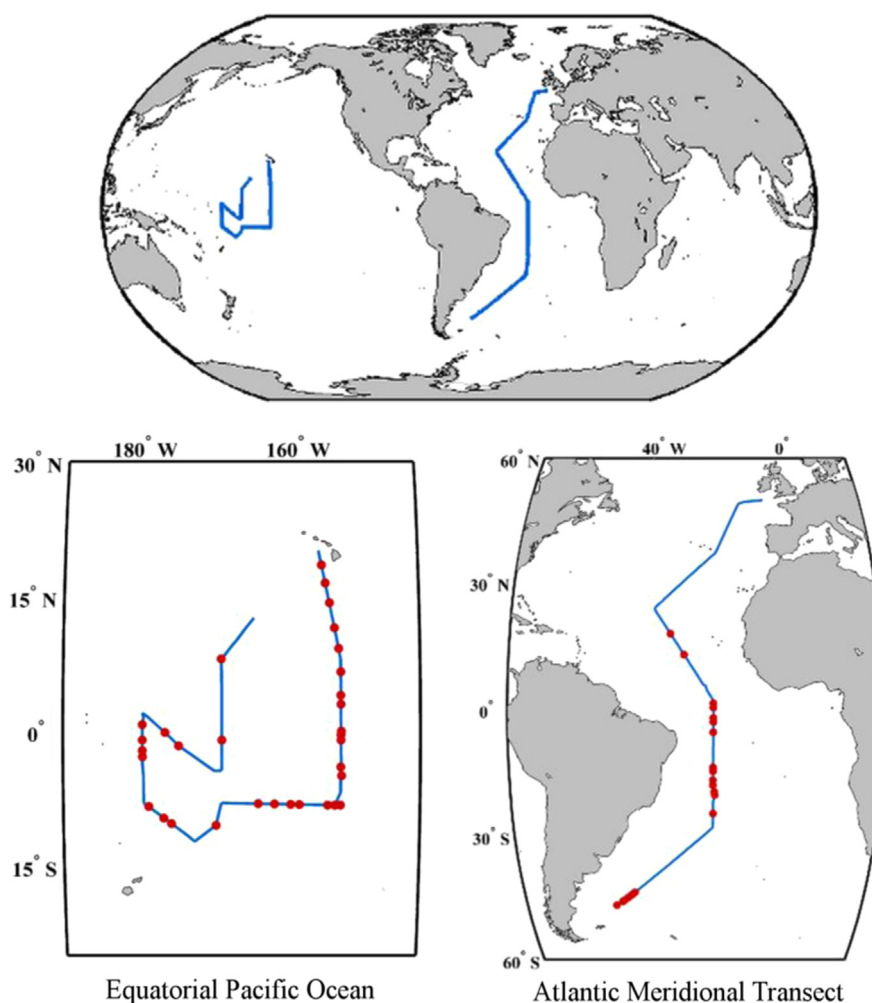 180° W 160° W
30° N
15° N
0°
15° S
Equatorial Pacific Ocean
40° W 0°
60° N
30° N
0°
30° S
60° S
Atlantic Meridional Transect